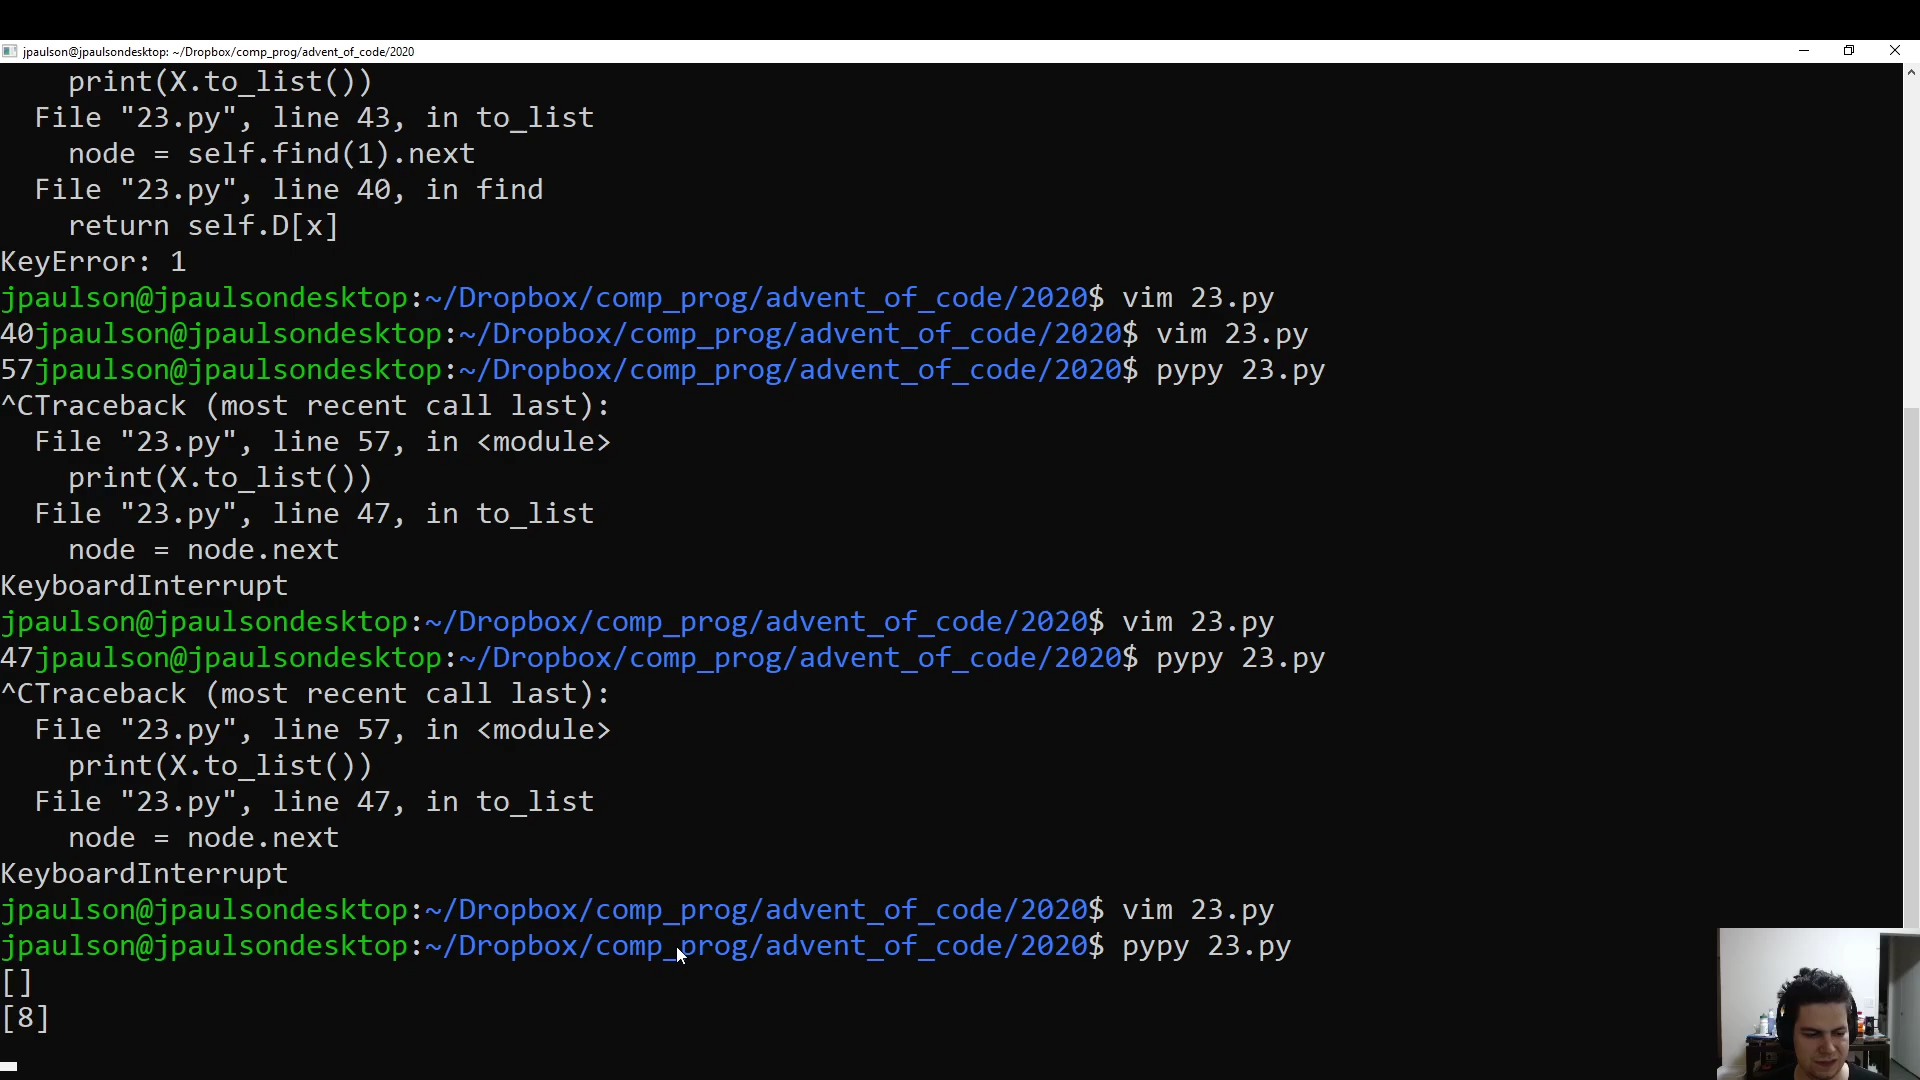 jpaulson@jpaulsondesktop: ~/Dropbox/comp_prog/advent_of_code/2020
    print(X.to_list())
  File "23.py", line 43, in to_list
    node = self.find(1).next
  File "23.py", line 40, in find
    return self.D[x]
KeyError: 1
jpaulson@jpaulsondesktop:~/Dropbox/comp_prog/advent_of_code/2020$ vim 23.py
40jpaulson@jpaulsondesktop:~/Dropbox/comp_prog/advent_of_code/2020$ vim 23.py
57jpaulson@jpaulsondesktop:~/Dropbox/comp_prog/advent_of_code/2020$ pypy 23.py
^CTraceback (most recent call last):
  File "23.py", line 57, in <module>
    print(X.to_list())
  File "23.py", line 47, in to_list
    node = node.next
KeyboardInterrupt
jpaulson@jpaulsondesktop:~/Dropbox/comp_prog/advent_of_code/2020$ vim 23.py
47jpaulson@jpaulsondesktop:~/Dropbox/comp_prog/advent_of_code/2020$ pypy 23.py
^CTraceback (most recent call last):
  File "23.py", line 57, in <module>
    print(X.to_list())
  File "23.py", line 47, in to_list
    node = node.next
KeyboardInterrupt
jpaulson@jpaulsondesktop:~/Dropbox/comp_prog/advent_of_code/2020$ vim 23.py
jpaulson@jpaulsondesktop:~/Dropbox/comp_prog/advent_of_code/2020$ pypy 23.py
[]
[8]